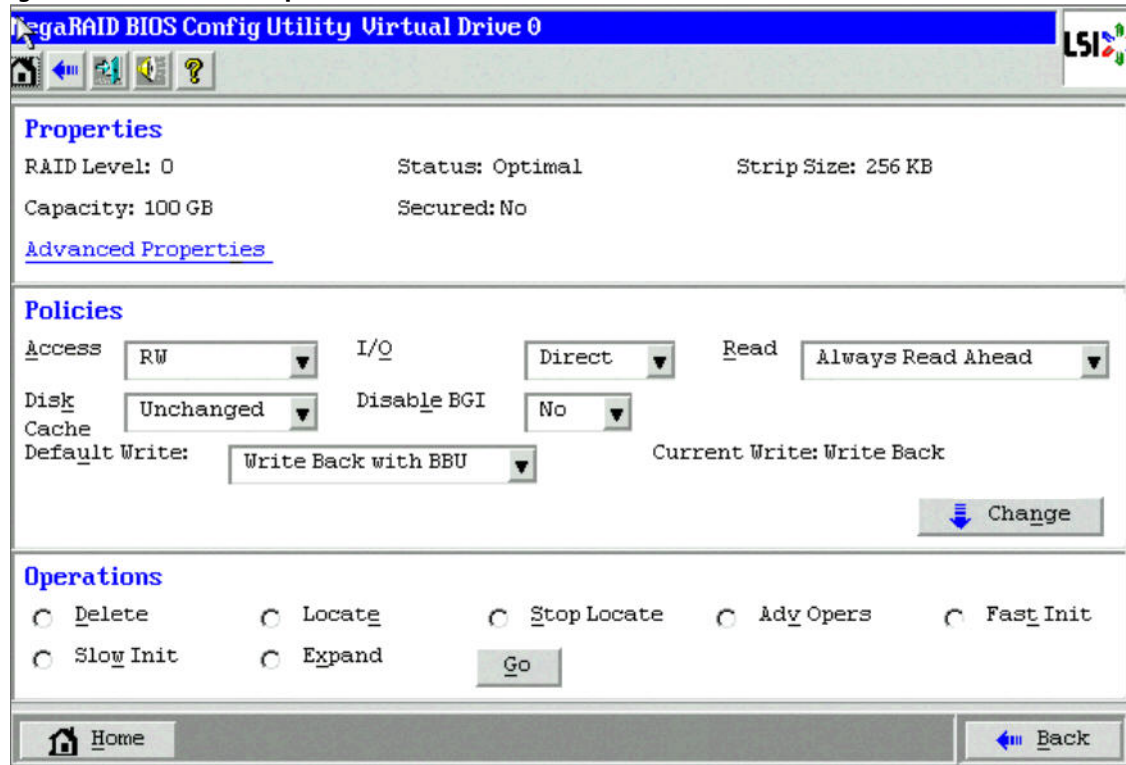 MegaRAID BIOS Config Utility Virtual Drive 0
LSI
Properties
RAID Level: 0 Status: Optimal Strip Size: 256 KB
Capacity: 100 GB Secured: No
Advanced Properties
Policies
Access RW I/O Direct Read Always Read Ahead
Disk Cache Unchanged Disable BGI No
Default Write: Write Back with BBU Current Write: Write Back
Change
Operations
Delete Locate Stop Locate Adv Opers Fast Init
Slow Init Expand Go
Home Back